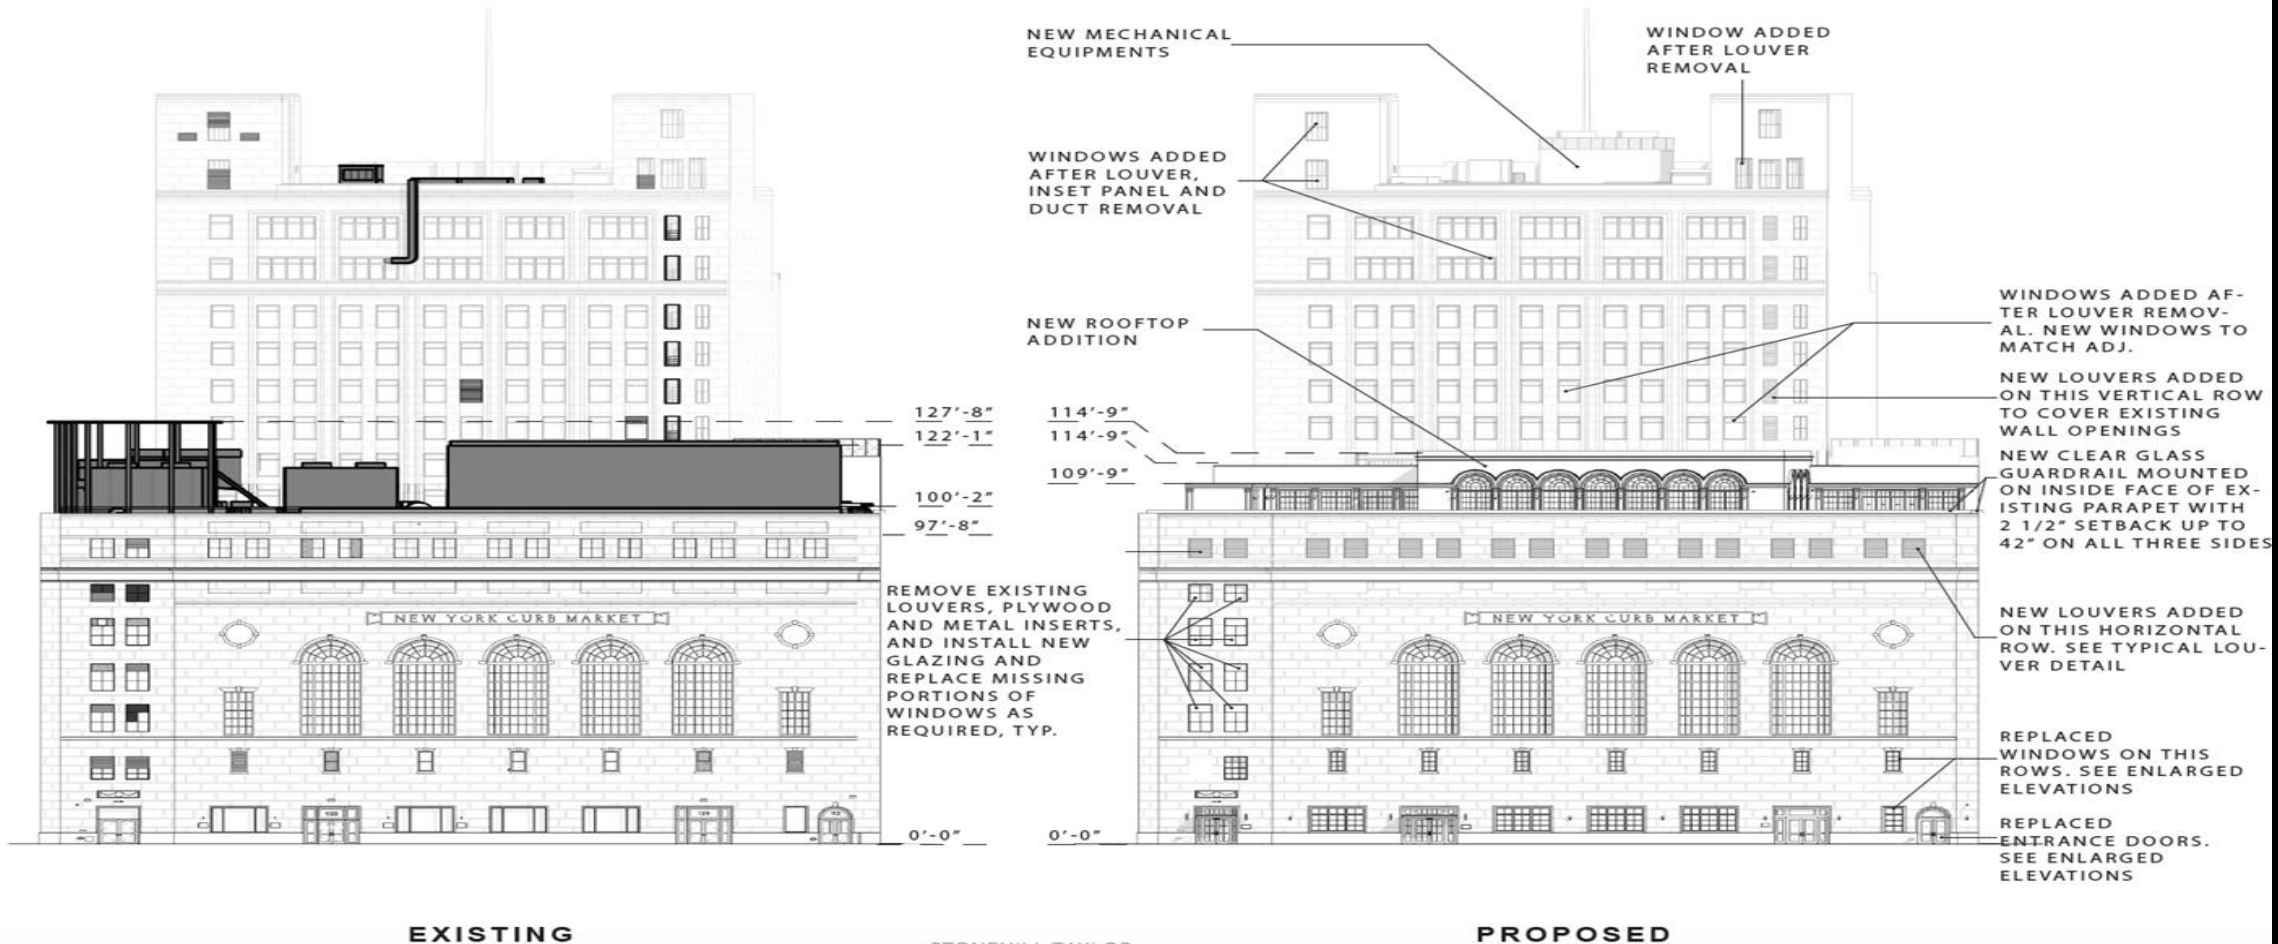 NEW MECHANICAL
EQUIPMENTS
WINDOW ADDED
AFTER LOUVER
REMOVAL
WINDOWS ADDED
AFTER LOUVER,
INSET PANEL AND
DUCT REMOVAL
NEW ROOFTOP
ADDITION
WINDOWS ADDED AF-
TER LOUVER REMOV-
AL. NEW WINDOWS TO
MATCH ADJ.
NEW LOUVERS ADDED
ON THIS VERTICAL ROW
TO COVER EXISTING
WALL OPENINGS
NEW CLEAR GLASS
GUARDRAIL MOUNTED
ON INSIDE FACE OF EX-
ISTING PARAPET WITH
2 1/2" SETBACK UP TO
42" ON ALL THREE SIDES
127'-8"
122'-1"
100'-2"
97'-8"
114'-9"
114'-9"
109'-9"
REMOVE EXISTING
LOUVERS, PLYWOOD
AND METAL INSERTS,
AND INSTALL NEW
GLAZING AND
REPLACE MISSING
PORTIONS OF
WINDOWS AS
REQUIRED, TYP.
NEW YORK CURB MARKET
NEW YORK CURB MARKET
NEW LOUVERS ADDED
ON THIS HORIZONTAL
ROW. SEE TYPICAL LOU-
VER DETAIL
REPLACED
WINDOWS ON THIS
ROWS. SEE ENLARGED
ELEVATIONS
REPLACED
ENTRANCE DOORS.
SEE ENLARGED
ELEVATIONS
0'-0"
0'-0"
EXISTING
PROPOSED